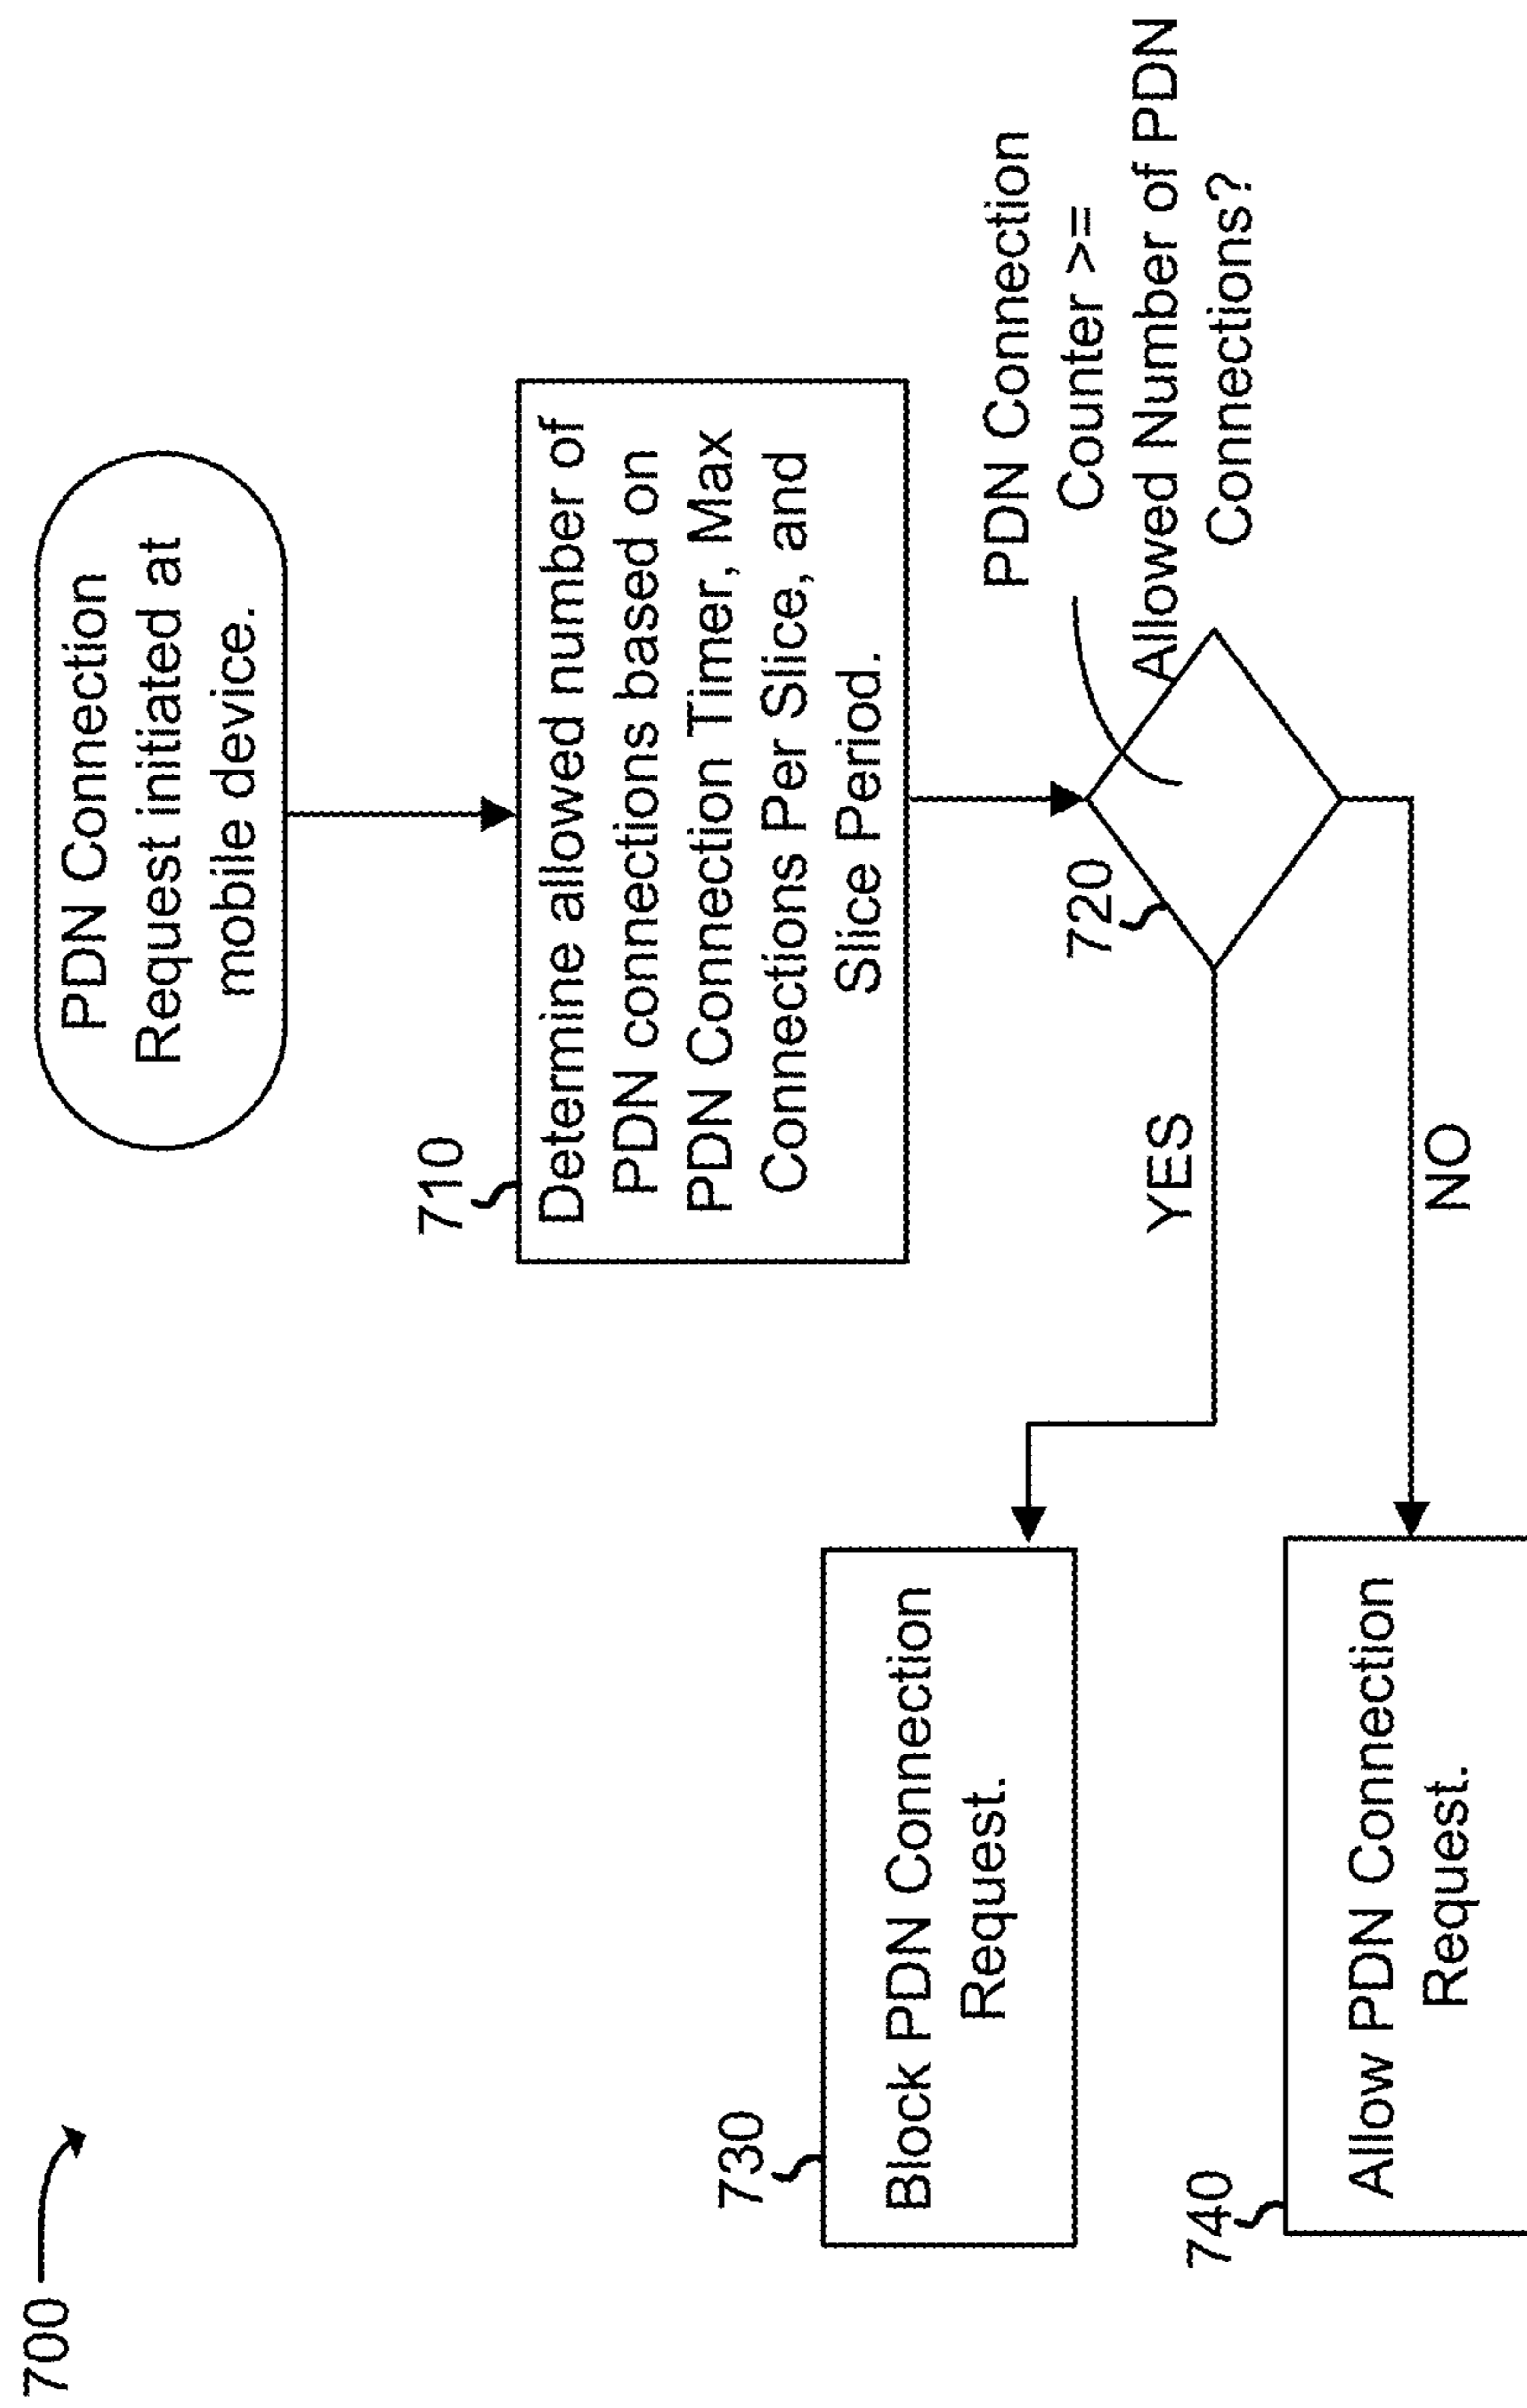 700
PDN Connection
Request initiated at
mobile device.
710
Determine allowed number of
PDN connections based on
PDN Connection Timer, Max
Connections Per Slice, and
Slice Period.
720
PDN Connection
Counter >=
Allowed Number of PDN
Connections?
YES
NO
730
Block PDN Connection
Request.
740
Allow PDN Connection
Request.